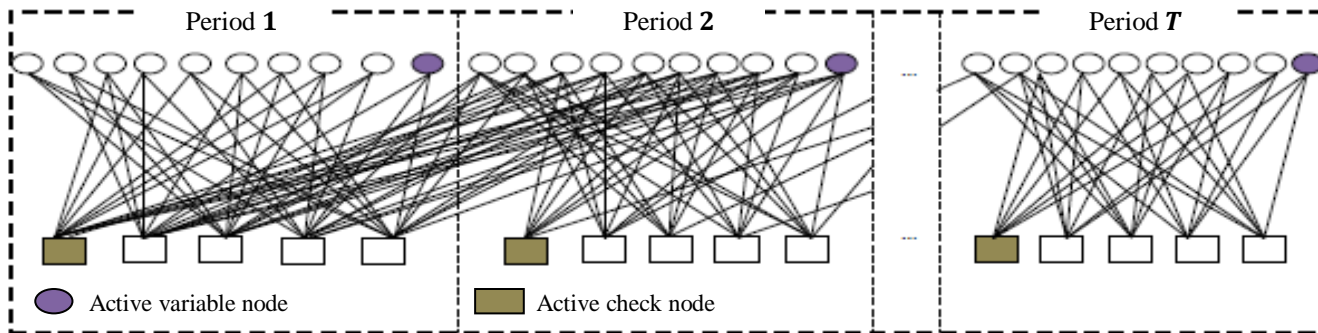 Period 1
Period 2
Period T
...
...
Active variable node
Active check node